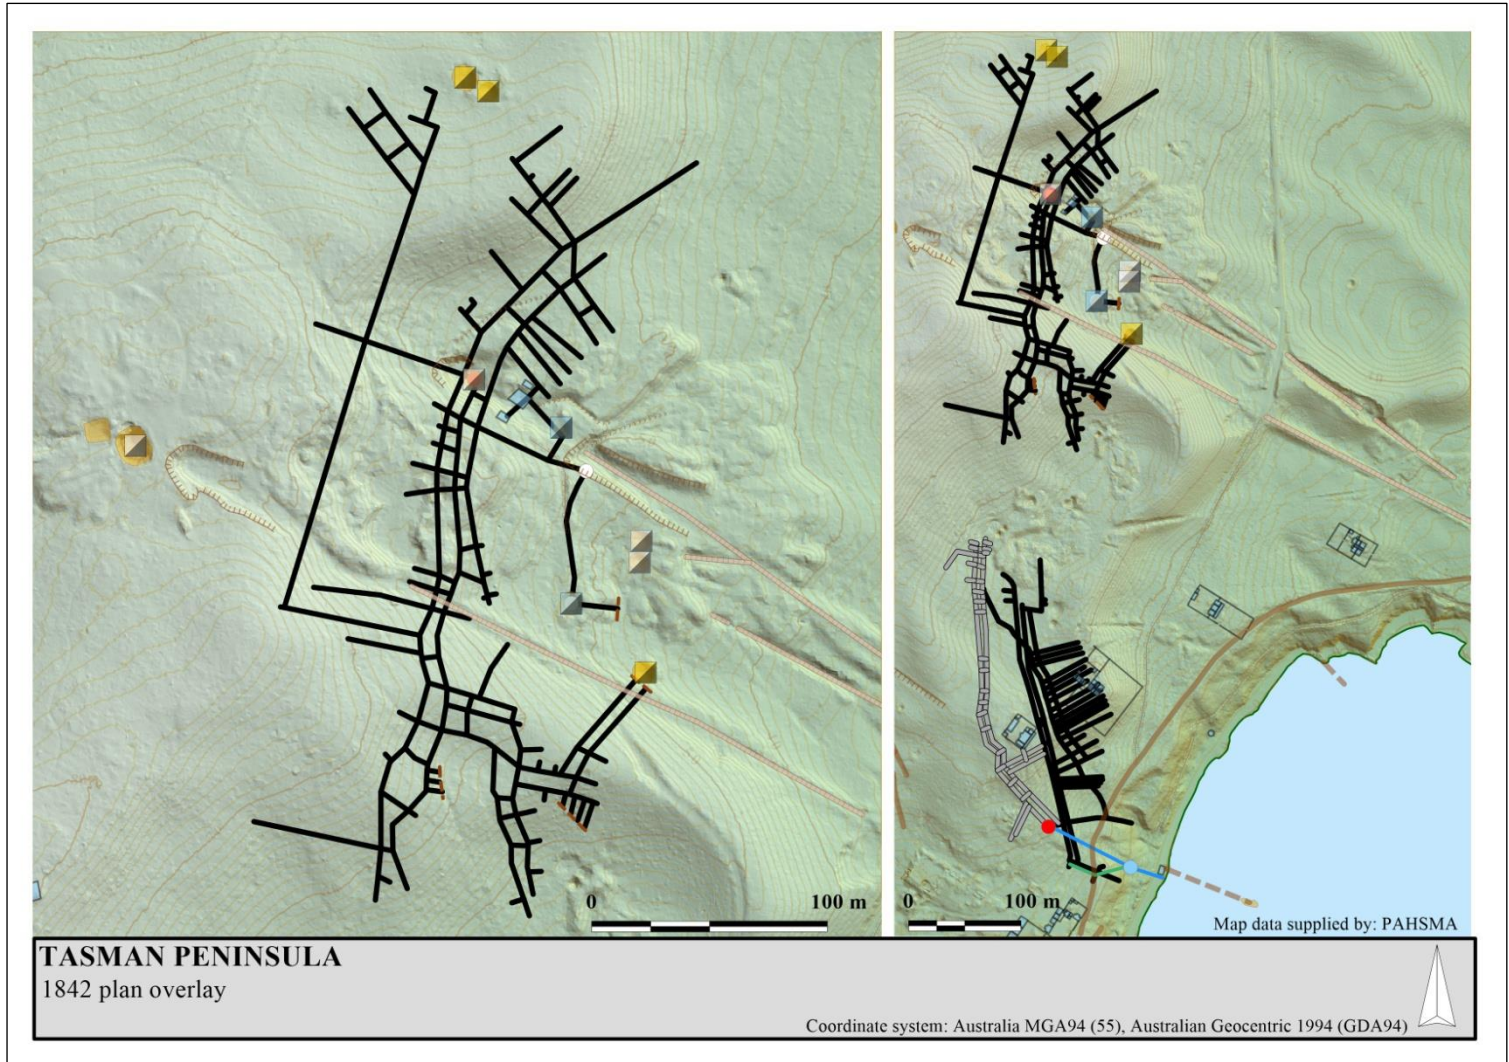 0 100 m
0 100 m
Map data supplied by: PAHSMA
TASMAN PENINSULA
1842 plan overlay
Coordinate system: Australia MGA94 (55), Australian Geocentric 1994 (GDA94)